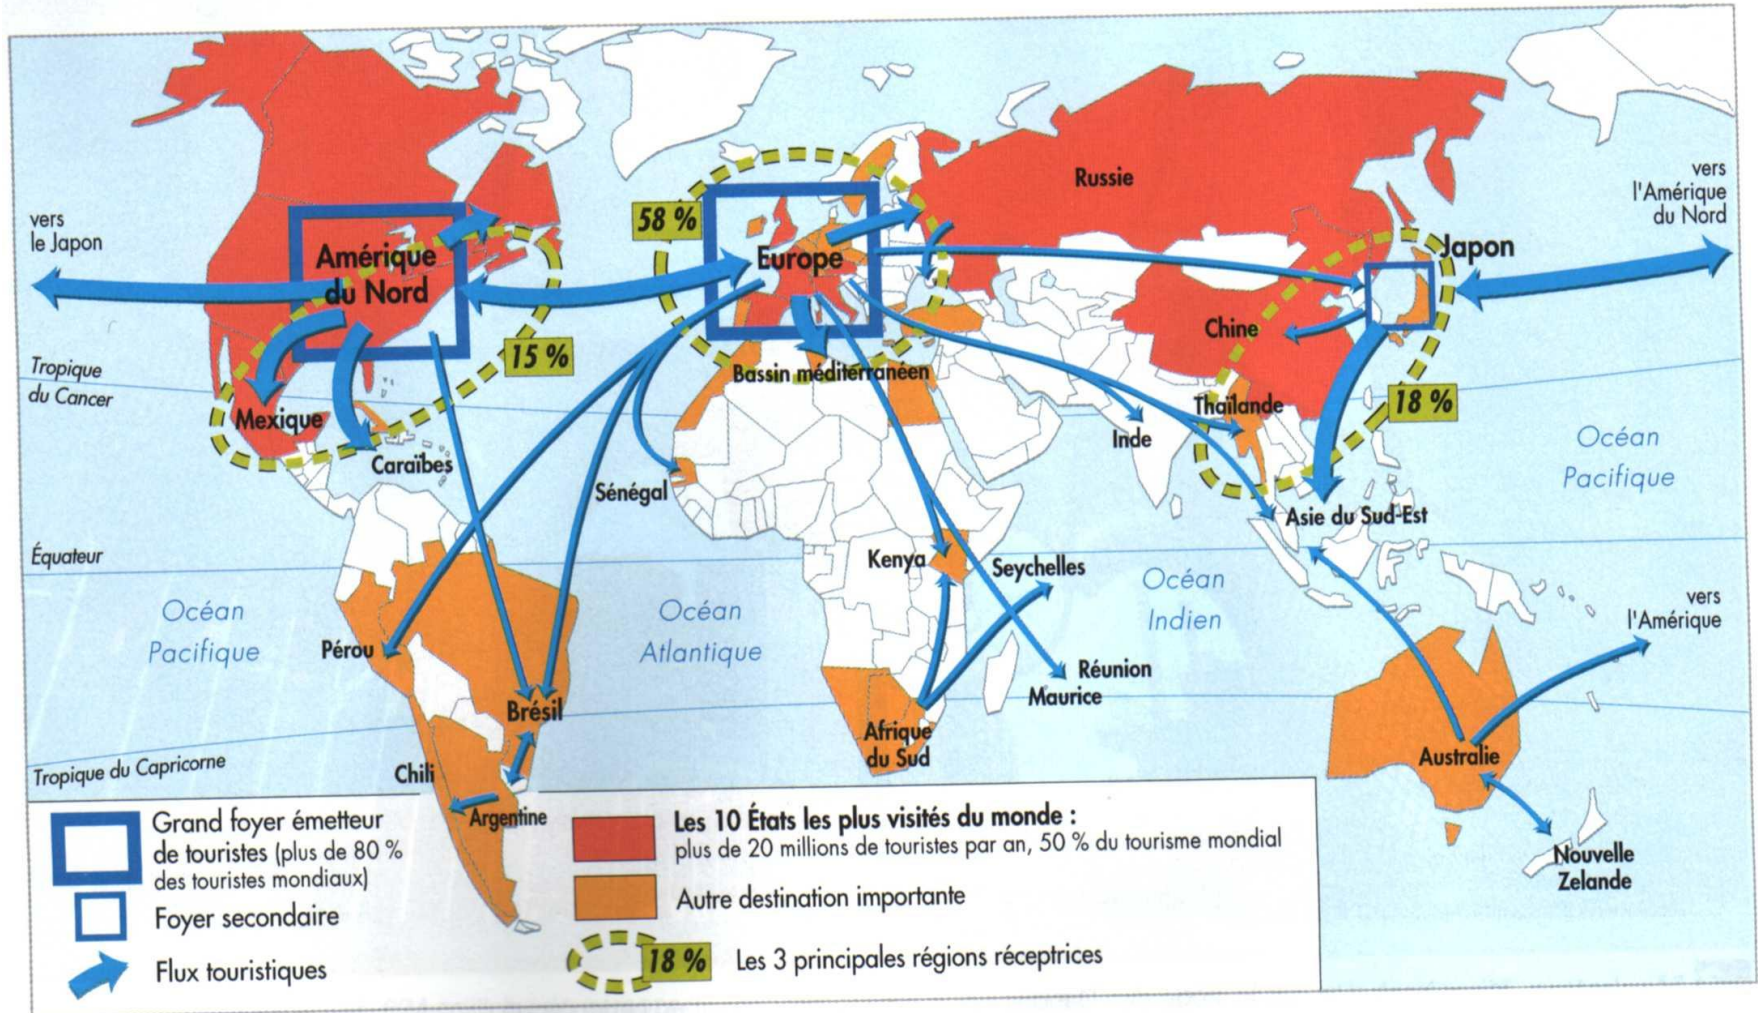 vers
le Japon
Amérique
du Nord
15 %
Mexique
Caraïbes
58 %
Europe
Bassin méditerranéen
Russie
vers
l'Amérique
du Nord
Japon
Chine
18 %
Thaïlande
Inde
Asie du Sud-Est
Sénégal
Kenya
Seychelles
Réunion
Maurice
Afrique
du Sud
Pérou
Brésil
Chili
Argentine
Australie
Nouvelle
Zelande
vers
l'Amérique
Tropique
du Cancer
Équateur
Tropique du Capricorne
Océan
Pacifique
Océan
Atlantique
Océan
Indien
Océan
Pacifique
Grand foyer émetteur
de touristes (plus de 80 %
des touristes mondiaux)
Foyer secondaire
Flux touristiques
Les 10 États les plus visités du monde :
plus de 20 millions de touristes par an, 50 % du tourisme mondial
Autre destination importante
18 %
Les 3 principales régions réceptrices